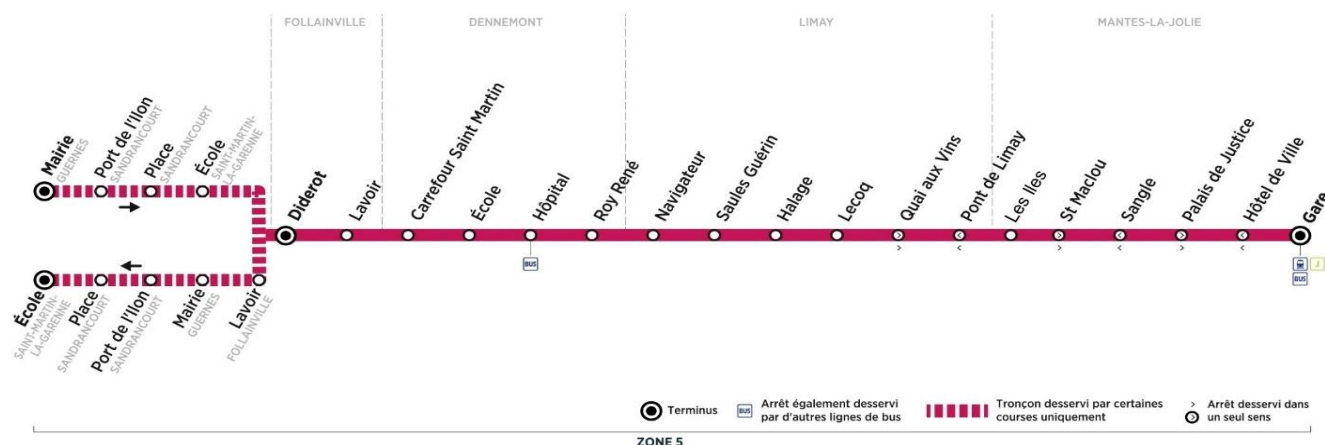 FOLLAINVILLE
DENNEMONT
LIMAY
MANTES-LA-JOLIE
Mairie
GUERNES
Port de l'Ilon
SANDRANCOURT
Place
SANDRANCOURT
École
SAINT-MARTIN-
LA-GARENNE
Diderot
Lavoir
Carrefour Saint Martin
École
Hôpital
Roy René
Navigateur
Saules Guérin
Halage
Lecoq
Quai aux Vins
Pont de Limay
Les Iles
St Maclou
Sangle
Palais de Justice
Hôtel de Ville
Gare
BUS
J
BUS
École
SAINT-MARTIN-
LA-GARENNE
Place
SANDRANCOURT
Port de l'Ilon
SANDRANCOURT
Mairie
GUERNES
Lavoir
FOLLAINVILLE
Terminus
BUS
Arrêt également desservi
par d'autres lignes de bus
Tronçon desservi par certaines
courses uniquement
Arrêt desservi dans
un seul sens
ZONE 5